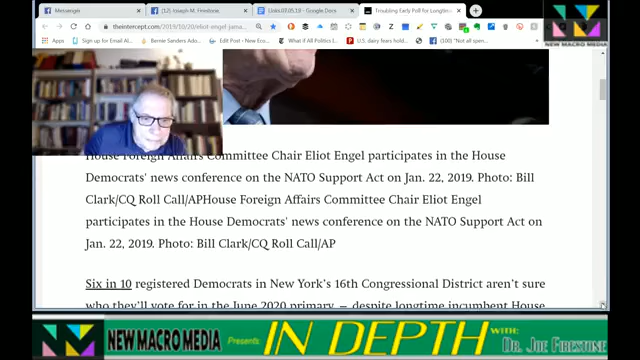 Metuangin
(12) Joseph M. Firestone
Links.03.05.19 - Google Docs
Troubling Early Poll for Longtim
theintercept.com/2019/10/20/eliot-engel-jama
Apps
Sign up for Email Al
Bernie Sanders Ado
Edit Post ‹ New Eco
What if All Politics I
U.S. dairy fears hold
(100) "Not all spen
NEW MACRO MEDIA
House Foreign Affairs Committee Chair Eliot Engel participates in the House
Democrats' news conference on the NATO Support Act on Jan. 22, 2019. Photo: Bill
Clark/CQ Roll Call/APHouse Foreign Affairs Committee Chair Eliot Engel
participates in the House Democrats' news conference on the NATO Support Act on
Jan. 22, 2019. Photo: Bill Clark/CQ Roll Call/AP
Six in 10 registered Democrats in New York's 16th Congressional District aren't sure
who they'll vote for in the June 2020 primary — despite longtime incumbent House
NEW MACRO MEDIA Presents: IN DEPTH WITH: DR. JOE FIRESTONE